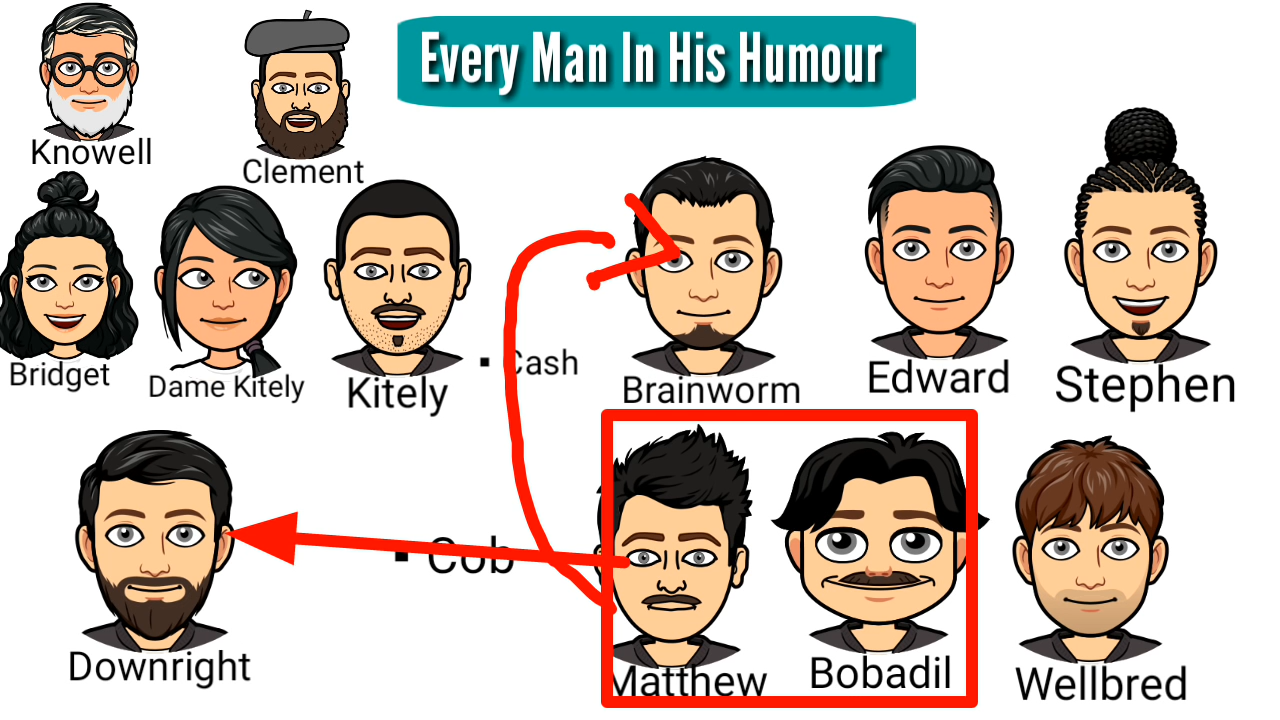 Every Man In His Humour
Knowell
Clement
Bridget
Dame Kitely
Kitely
▪ Cash
Brainworm
Edward
Stephen
Downright
▪ Cob
Matthew
Bobadil
Wellbred